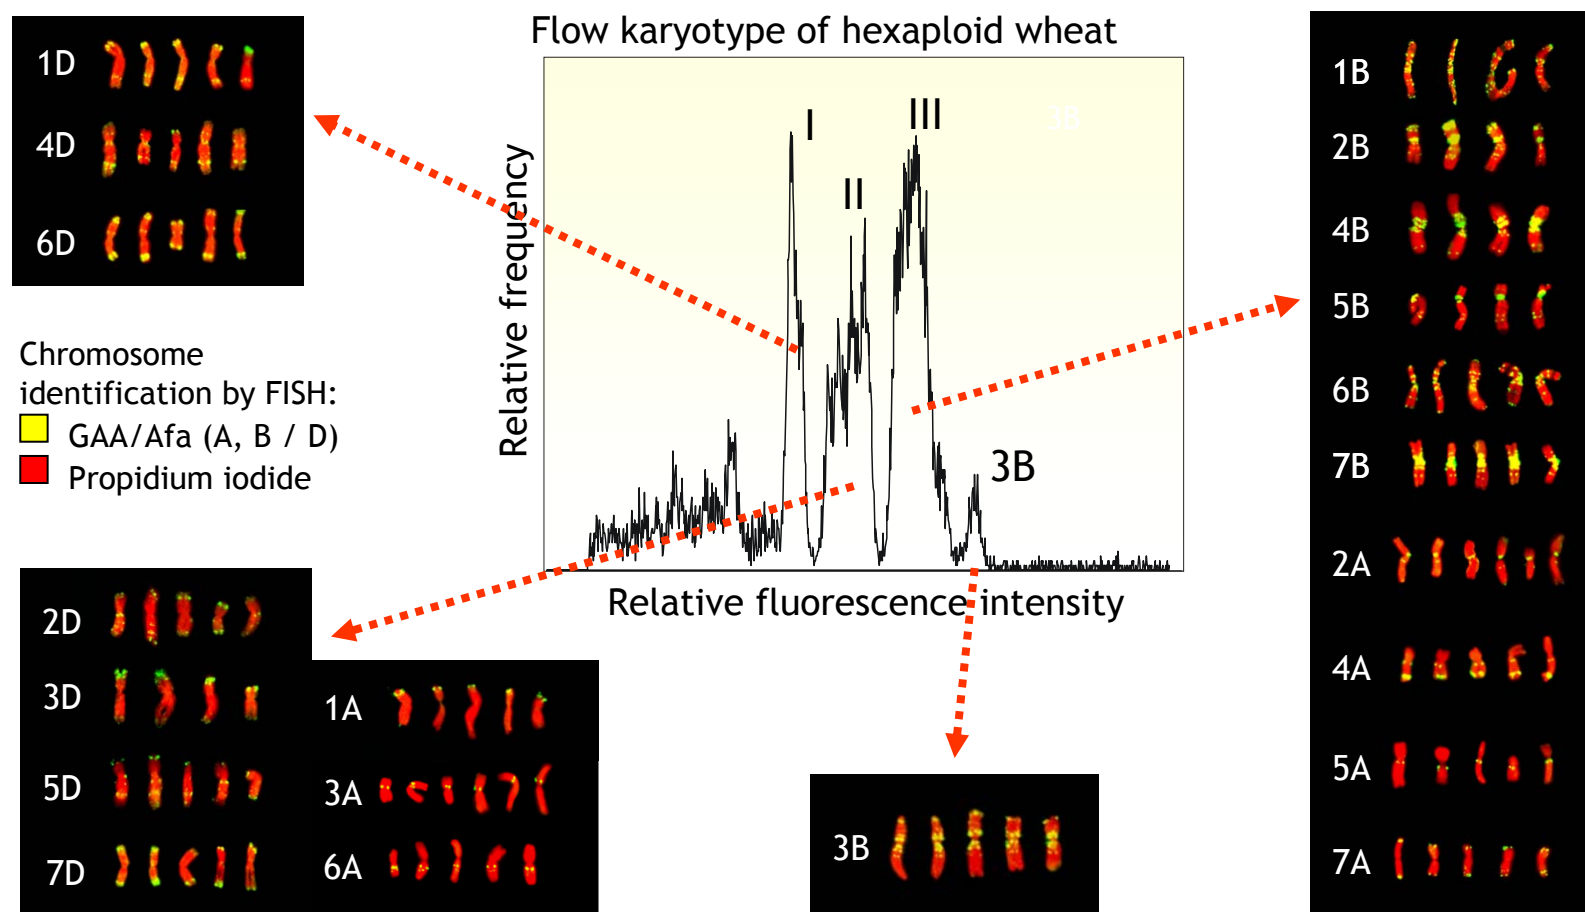 Flow karyotype of hexaploid wheat
1D
4D
6D
Chromosome
identification by FISH:
GAA/Afa (A, B / D)
Propidium iodide
Relative frequency
I
II
III
3B
3B
Relative fluorescence intensity
1B
2B
4B
5B
6B
7B
2A
4A
5A
7A
2D
3D
5D
7D
1A
3A
6A
3B